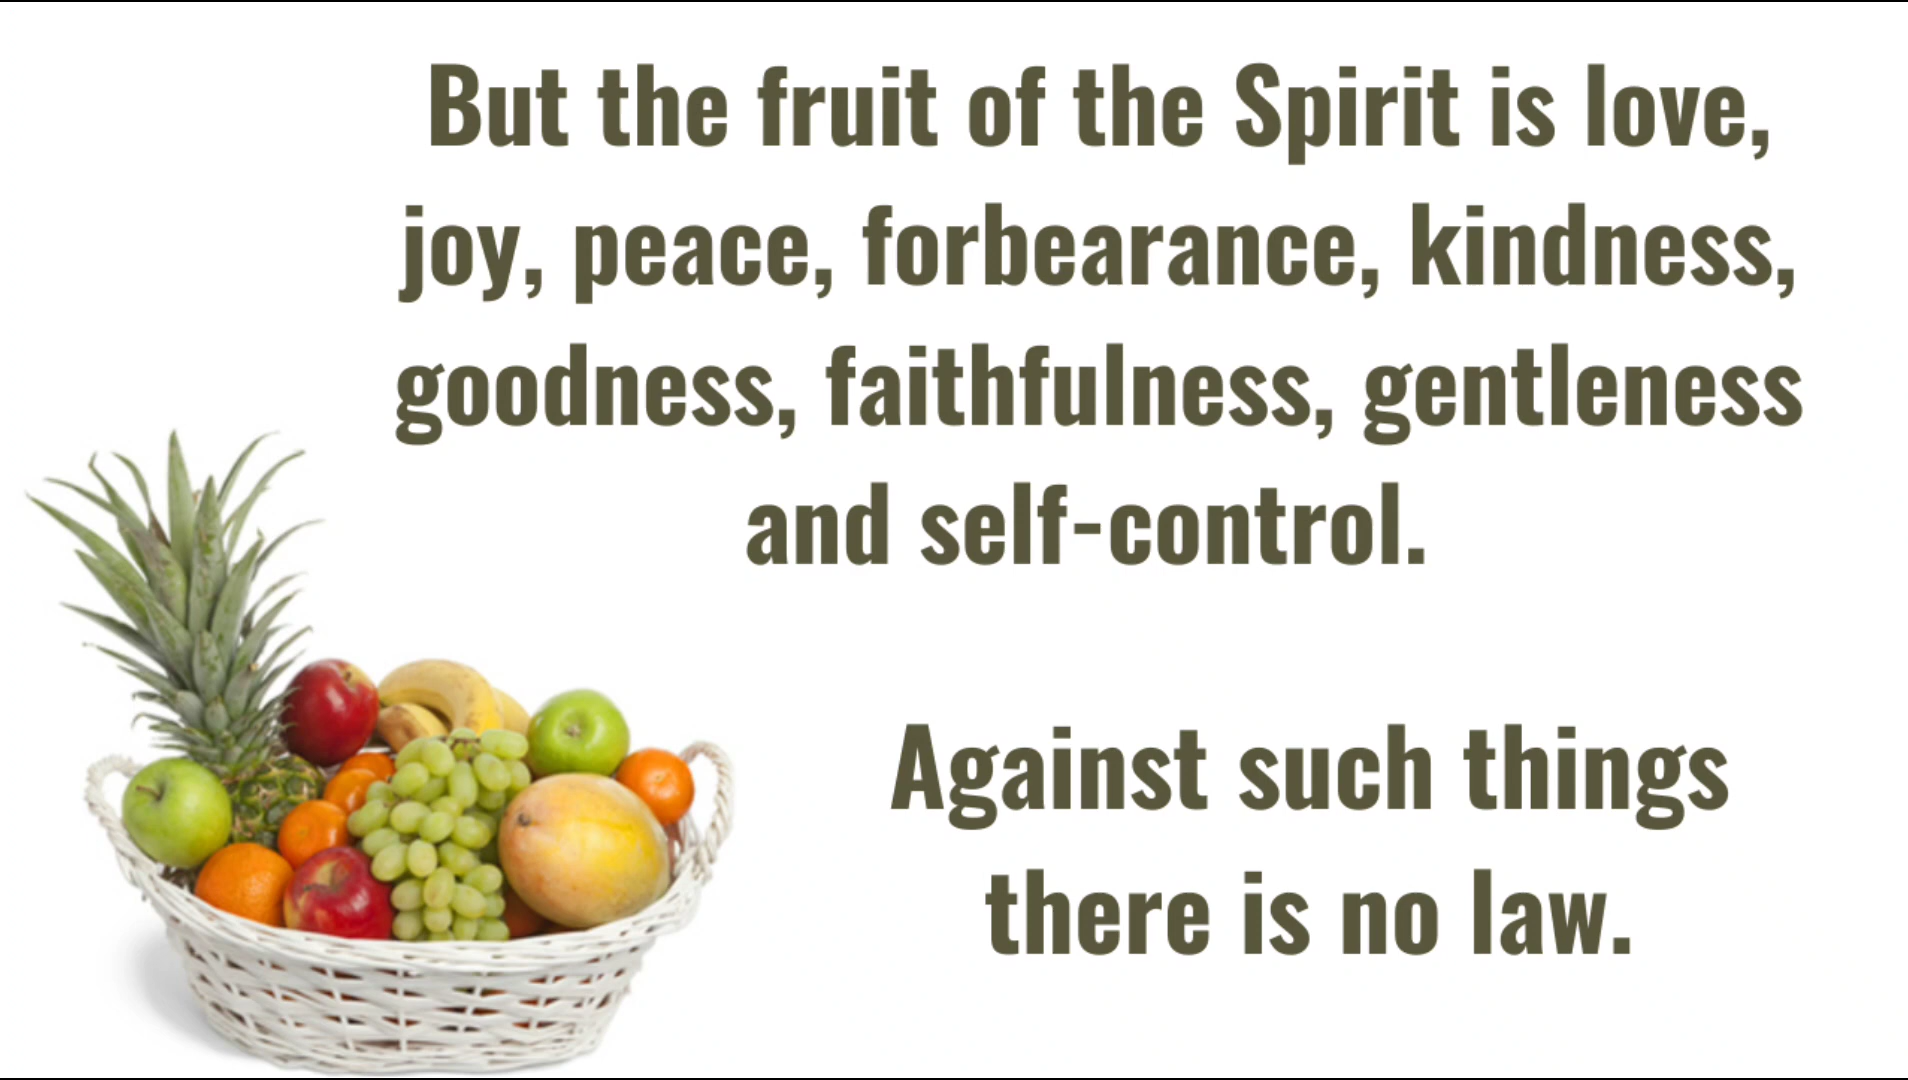 But the fruit of the Spirit is love,
joy, peace, forbearance, kindness,
goodness, faithfulness, gentleness
and self-control.
Against such things
there is no law.